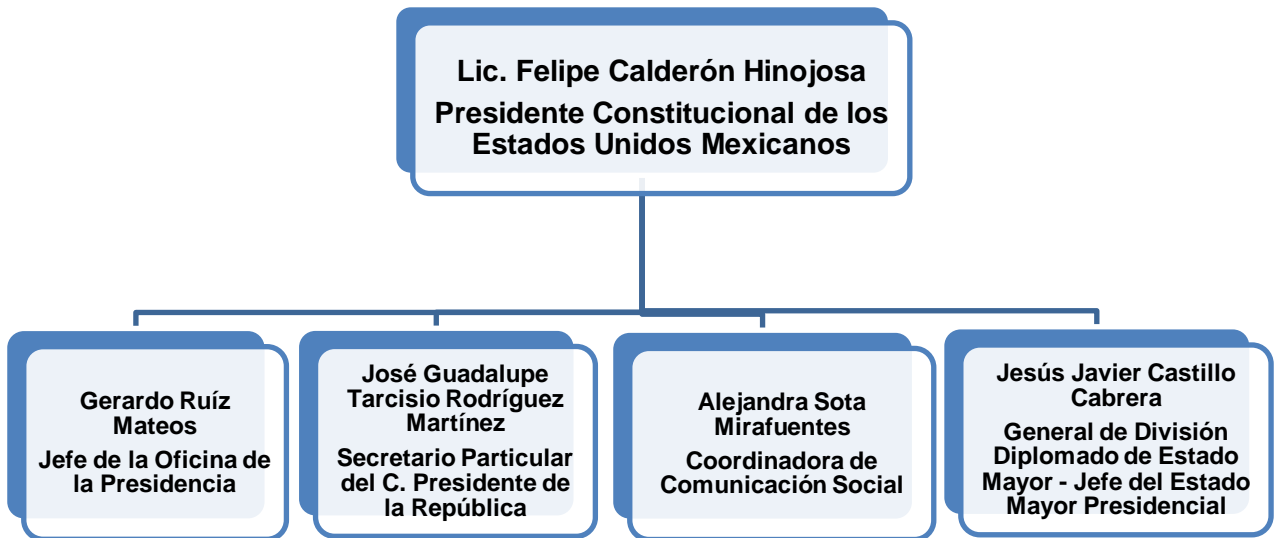 Lic. Felipe Calderón Hinojosa
Presidente Constitucional de los
Estados Unidos Mexicanos
Gerardo Ruíz
Mateos
Jefe de la Oficina de
la Presidencia
José Guadalupe
Tarcisio Rodríguez
Martínez
Secretario Particular
del C. Presidente de
la República
Alejandra Sota
Mirafuentes
Coordinadora de
Comunicación Social
Jesús Javier Castillo
Cabrera
General de División
Diplomado de Estado
Mayor - Jefe del Estado
Mayor Presidencial